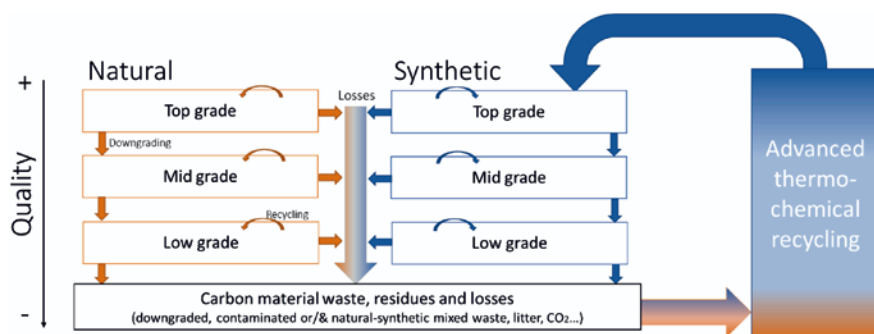 Natural
Synthetic
+
Losses
Top grade
Top grade
Downgrading
Quality
Mid grade
Mid grade
Advanced
thermo-
chemical
recycling
Recycling
Low grade
Low grade
Carbon material waste, residues and losses
(downgraded, contaminated or/& natural-synthetic mixed waste, litter, CO₂...)
-